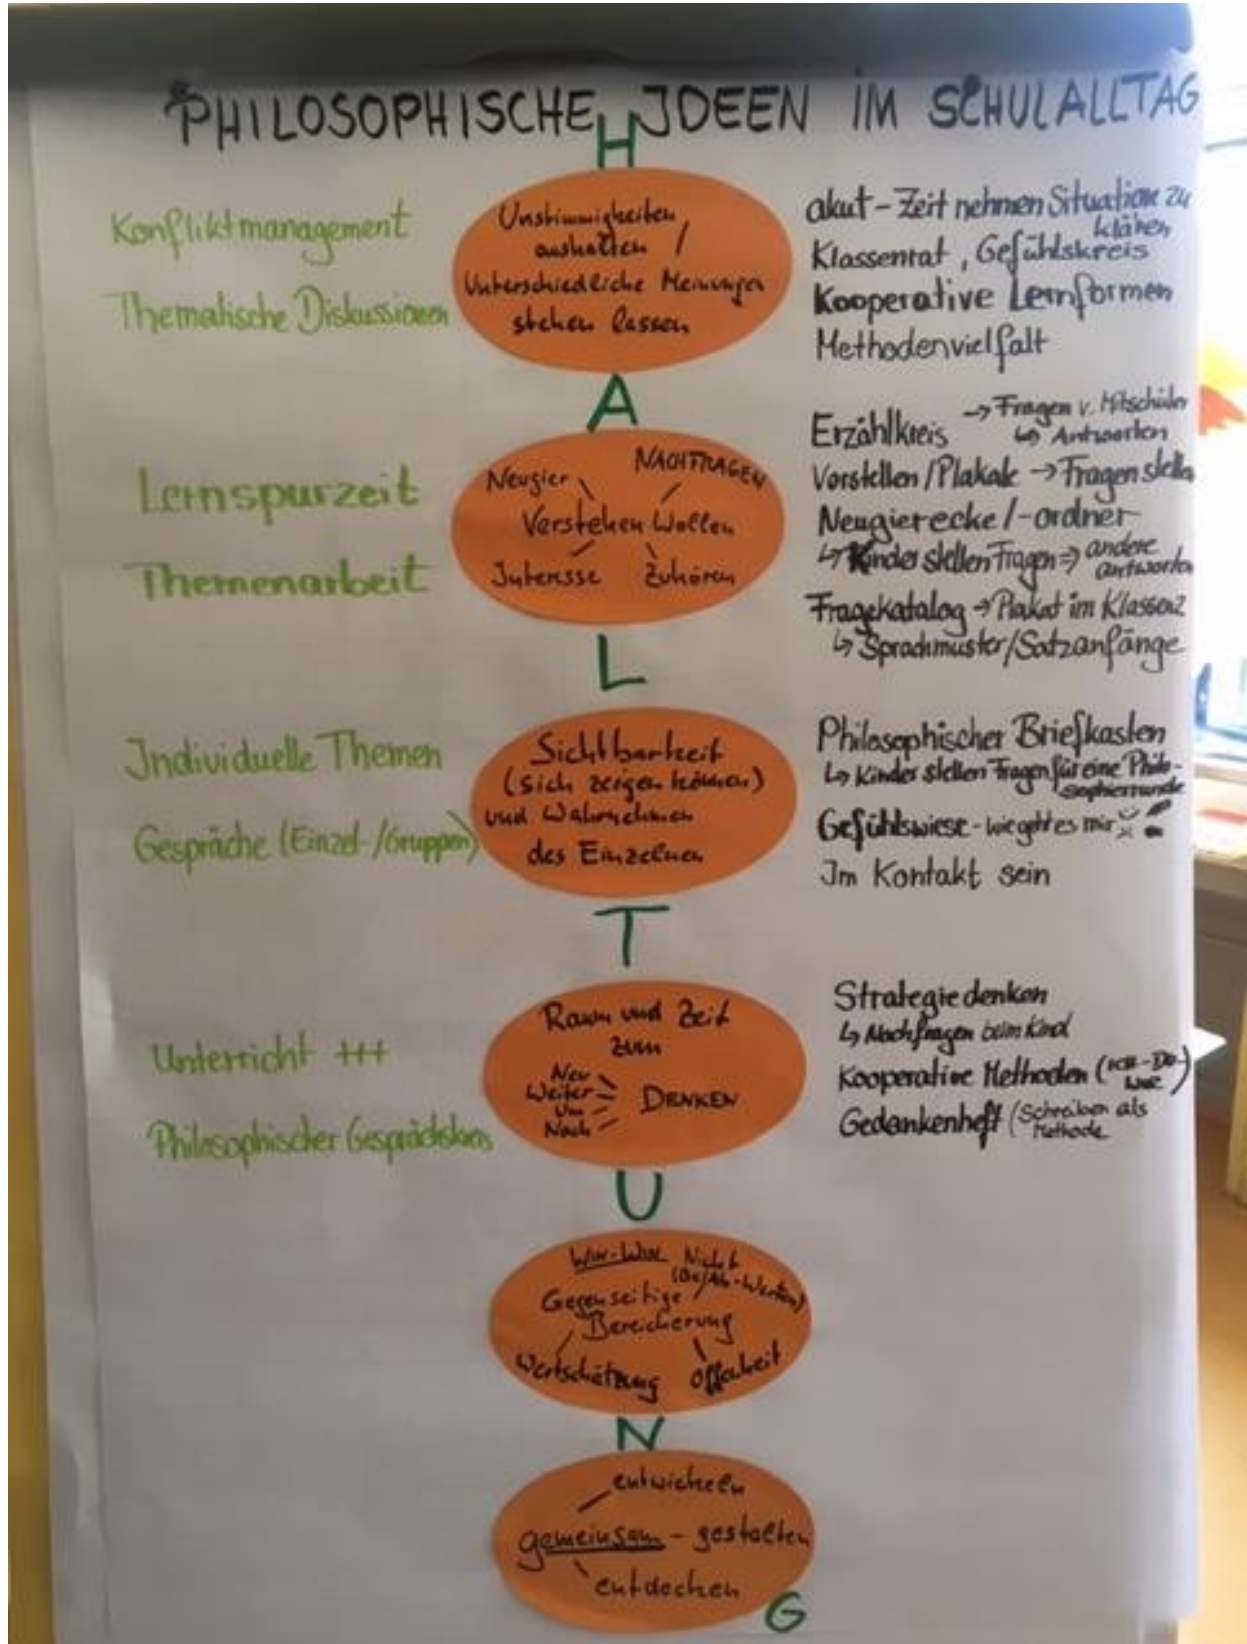 PHILOSOPHISCHE IDEEN IM SCHULALLTAG
H
Konfliktmanagement
Thematische Diskussionen
Unstimmigkeiten
aushalten /
Unterschiedliche Meinungen
stehen lassen
akut - Zeit nehmen Situation zu
klären
Klassenrat, Gefühlskreis
Kooperative Lernformen
Methodenvielfalt
A
Lernspurzeit
Themenarbeit
Neugier
NACHFRAGEN
Verstehen Wollen
Interesse Zuhören
Erzählkreis → Fragen v. Mitschüler
↳ Antworten
Vorstellen/Plakate → Fragen stellen
Neugierecke/-ordner
↳ Kinder stellen Fragen ⇒ andere
antworten
Fragekatalog → Plakat im Klassenz
↳ Sprachmuster/Satzanfänge
L
Individuelle Themen
Gespräche (Einzel-/Gruppen)
Sichtbarkeit
(sich zeigen können)
und Wahrnehmen
des Einzelnen
Philosophischer Briefkasten
↳ Kinder stellen Fragen für eine Philo-
sophierrunde
Gefühlswiese - wie geht es mir
Im Kontakt sein
T
Unterricht +++
Philosophischer Gesprächskreis
Raum und Zeit
zum
Neu
Weiter
Um
Nach
DENKEN
Strategie denken
↳ Nachfragen beim Kind
Kooperative Methoden (ICH-DU-
WIR)
Gedankenheft (Schreiben als
Methode
U
WIN-WIN Nicht
(Be/Ab-Werten)
Gegenseitige /
Bereicherung
Wertschätzung Offenheit
N
entwickeln
gemeinsam - gestalten
entdecken
G